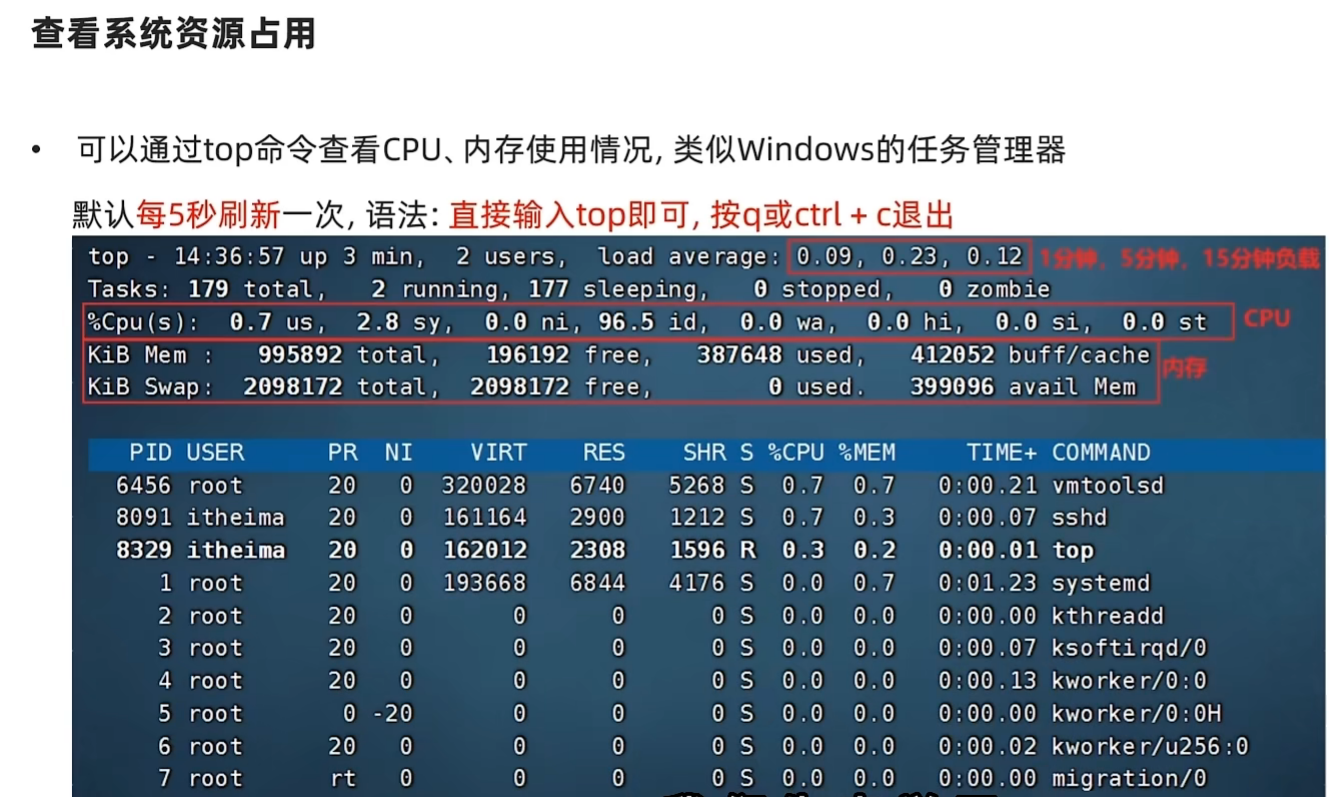 查看系统资源占用
• 可以通过top命令查看CPU、内存使用情况, 类似Windows的任务管理器
默认每5秒刷新一次, 语法: 直接输入top即可, 按q或ctrl + c退出
top - 14:36:57 up 3 min, 2 users, load average: 0.09, 0.23, 0.12 1分钟, 5分钟, 15分钟负载
Tasks: 179 total, 2 running, 177 sleeping, 0 stopped, 0 zombie
%Cpu(s): 0.7 us, 2.8 sy, 0.0 ni, 96.5 id, 0.0 wa, 0.0 hi, 0.0 si, 0.0 st CPU
KiB Mem : 995892 total, 196192 free, 387648 used, 412052 buff/cache
内存
KiB Swap: 2098172 total, 2098172 free, 0 used. 399096 avail Mem
PID USER PR NI VIRT RES SHR S %CPU %MEM TIME+ COMMAND
6456 root 20 0 320028 6740 5268 S 0.7 0.7 0:00.21 vmtoolsd
8091 itheima 20 0 161164 2900 1212 S 0.7 0.3 0:00.07 sshd
8329 itheima 20 0 162012 2308 1596 R 0.3 0.2 0:00.01 top
1 root 20 0 193668 6844 4176 S 0.0 0.7 0:01.23 systemd
2 root 20 0 0 0 0 S 0.0 0.0 0:00.00 kthreadd
3 root 20 0 0 0 0 S 0.0 0.0 0:00.07 ksoftirqd/0
4 root 20 0 0 0 0 S 0.0 0.0 0:00.13 kworker/0:0
5 root 0 -20 0 0 0 S 0.0 0.0 0:00.00 kworker/0:0H
6 root 20 0 0 0 0 S 0.0 0.0 0:00.02 kworker/u256:0
7 root rt 0 0 0 0 S 0.0 0.0 0:00.00 migration/0